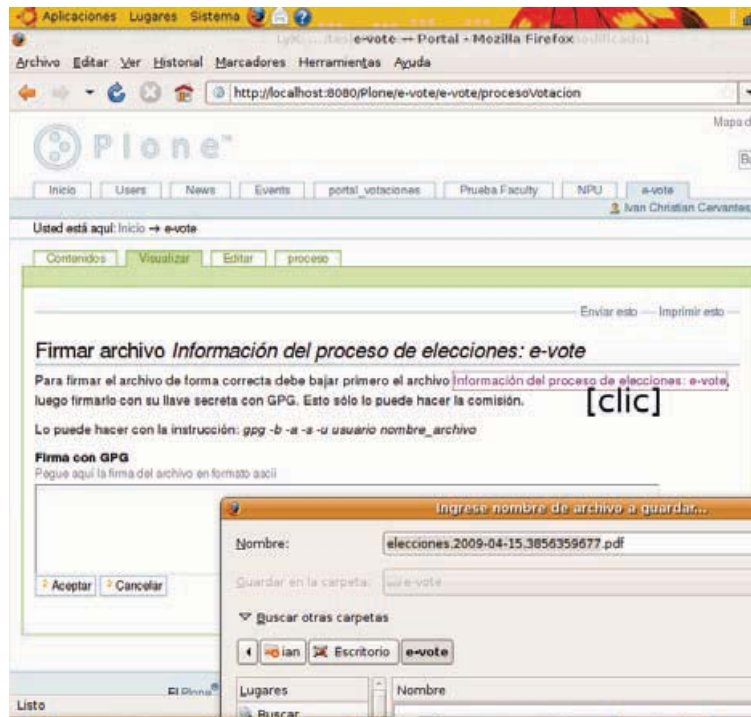 Aplicaciones Lugares Sistema
e-vote — Portal - Mozilla Firefox
Archivo Editar Ver Historial Marcadores Herramientas Ayuda
http://localhost:8080/Plone/e-vote/e-vote/procesoVotacion
Mapa d
Plone™
Inicio Users News Events portal_votaciones Prueba Faculty NPU e-vote
Ivan Christian Cervantes
Usted está aquí: Inicio → e-vote
Contenidos Visualizar Editar proceso
Enviar esto — Imprimir esto —
Firmar archivo Información del proceso de elecciones: e-vote
Para firmar el archivo de forma correcta debe bajar primero el archivo Información del proceso de elecciones: e-vote,
luego firmarlo con su llave secreta con GPG. Esto sólo lo puede hacer la comisión.
[clic]
Lo puede hacer con la instrucción: gpg -b -a -s -u usuario nombre_archivo
Firma con GPG
Pegue aquí la firma del archivo en formato ascii
Ingrese nombre de archivo a guardar...
Nombre: elecciones.2009-04-15.3856359677.pdf
Guardar en la carpeta: e-vote
Aceptar Cancelar
Buscar otras carpetas
ian Escritorio e-vote
El Plone®
Lugares Nombre
Buscar
Listo